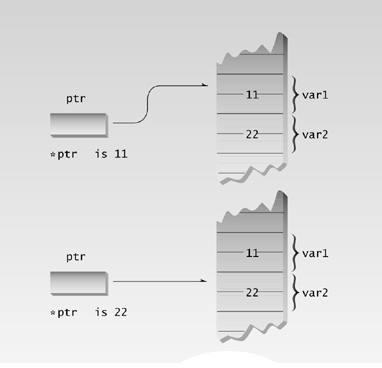 ptr
*ptr is 11
11
var1
22
var2
ptr
*ptr is 22
11
var1
22
var2